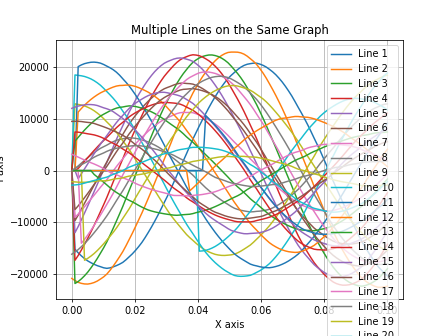 Multiple Lines on the Same Graph
20000
10000
0
−10000
−20000
0.00
0.02
0.04
0.06
X axis
axis
Line 1
Line 2
Line 3
Line 4
Line 5
Line 6
Line 7
Line 8
Line 9
Line 10
Line 11
Line 12
Line 13
Line 14
Line 15
Line 16
Line 17
Line 18
Line 19
Line 20